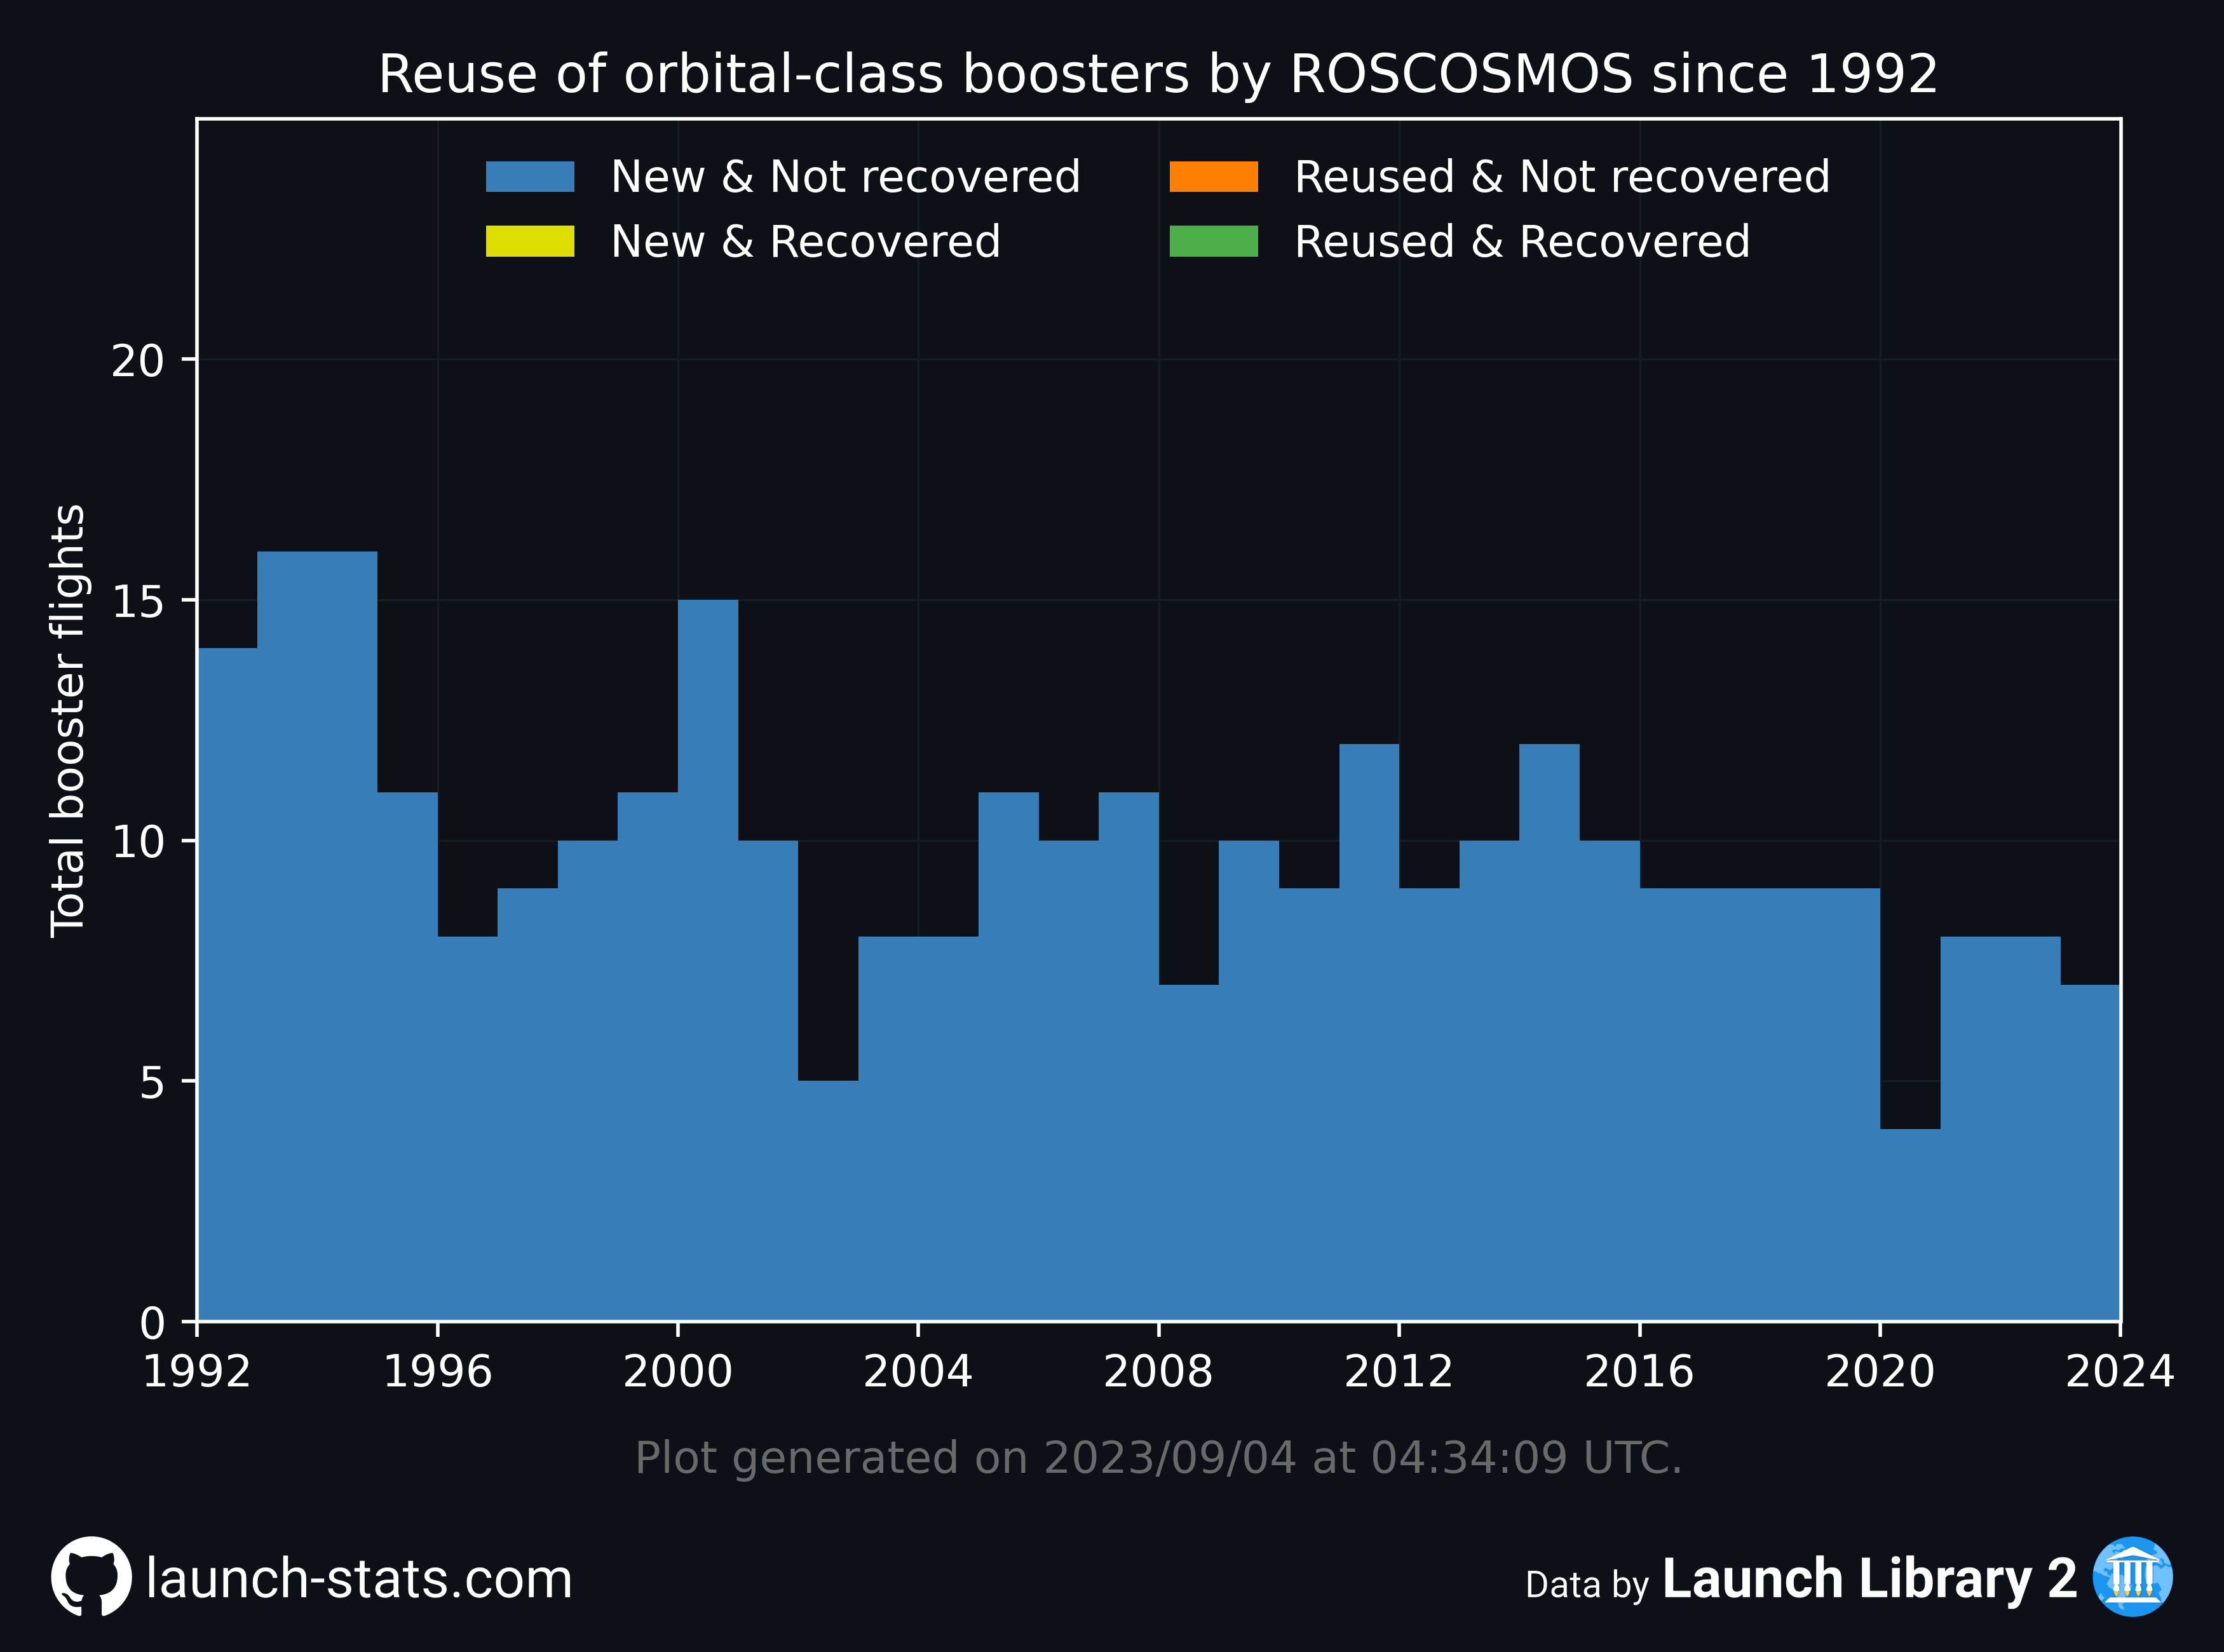 Reuse of orbital-class boosters by ROSCOSMOS since 1992
New & Not recovered
New & Recovered
Reused & Not recovered
Reused & Recovered
Total booster flights
20
15
10
5
0
1992 1996 2000 2004 2008 2012 2016 2020 2024
Plot generated on 2023/09/04 at 04:34:09 UTC.
launch-stats.com
Data by Launch Library 2